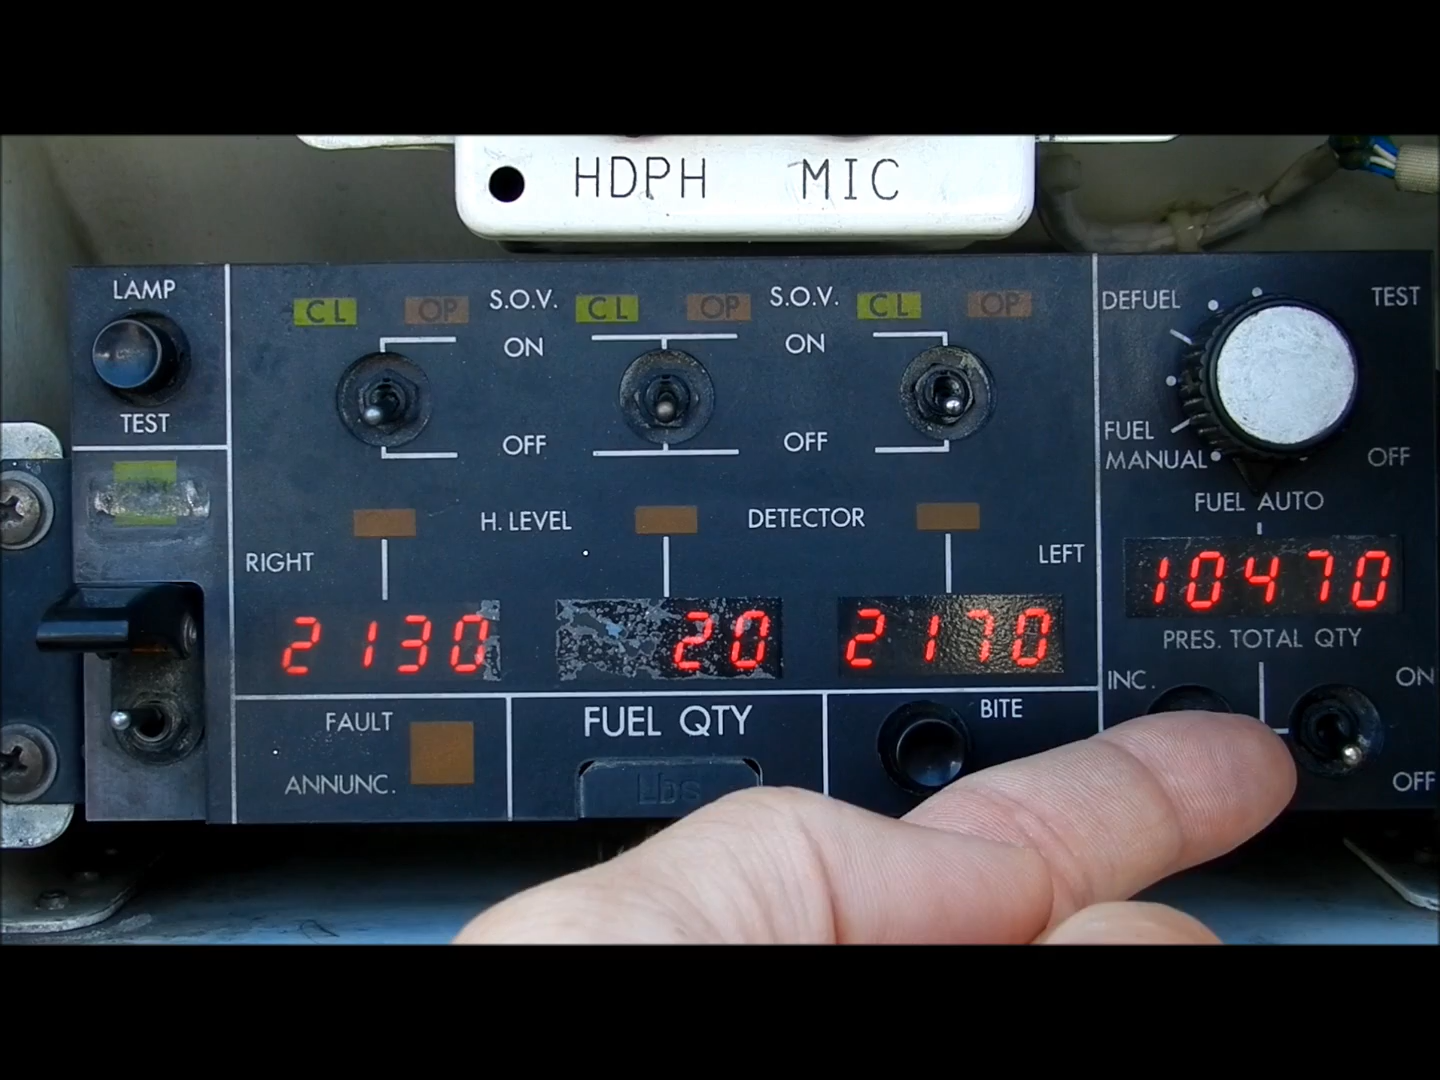 HDPH MIC
LAMP
TEST
CL OP S.O.V. CL OP S.O.V. CL OP
ON ON
OFF OFF
H. LEVEL DETECTOR
RIGHT LEFT
2130 20 2170
FAULT
ANNUNC.
FUEL QTY
Lbs
BITE
DEFUEL TEST
FUEL
MANUAL OFF
FUEL AUTO
10470
PRES. TOTAL QTY
INC. ON
OFF